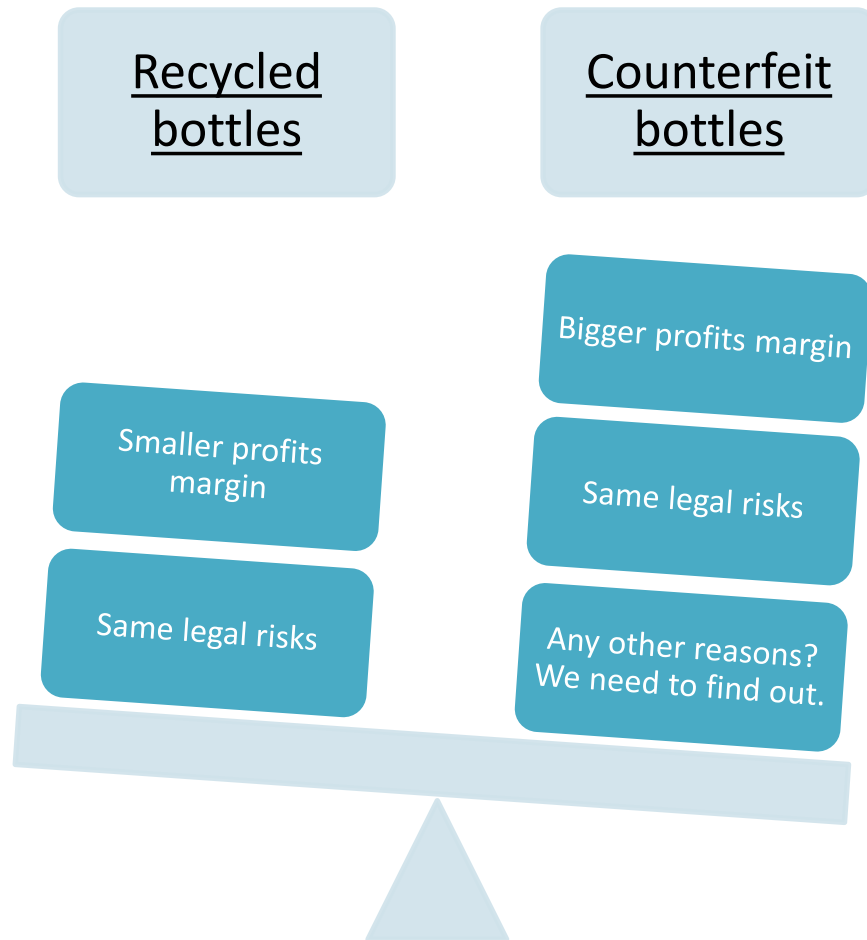 Recycled
bottles
Counterfeit
bottles
Smaller profits
margin
Same legal risks
Bigger profits margin
Same legal risks
Any other reasons?
We need to find out.